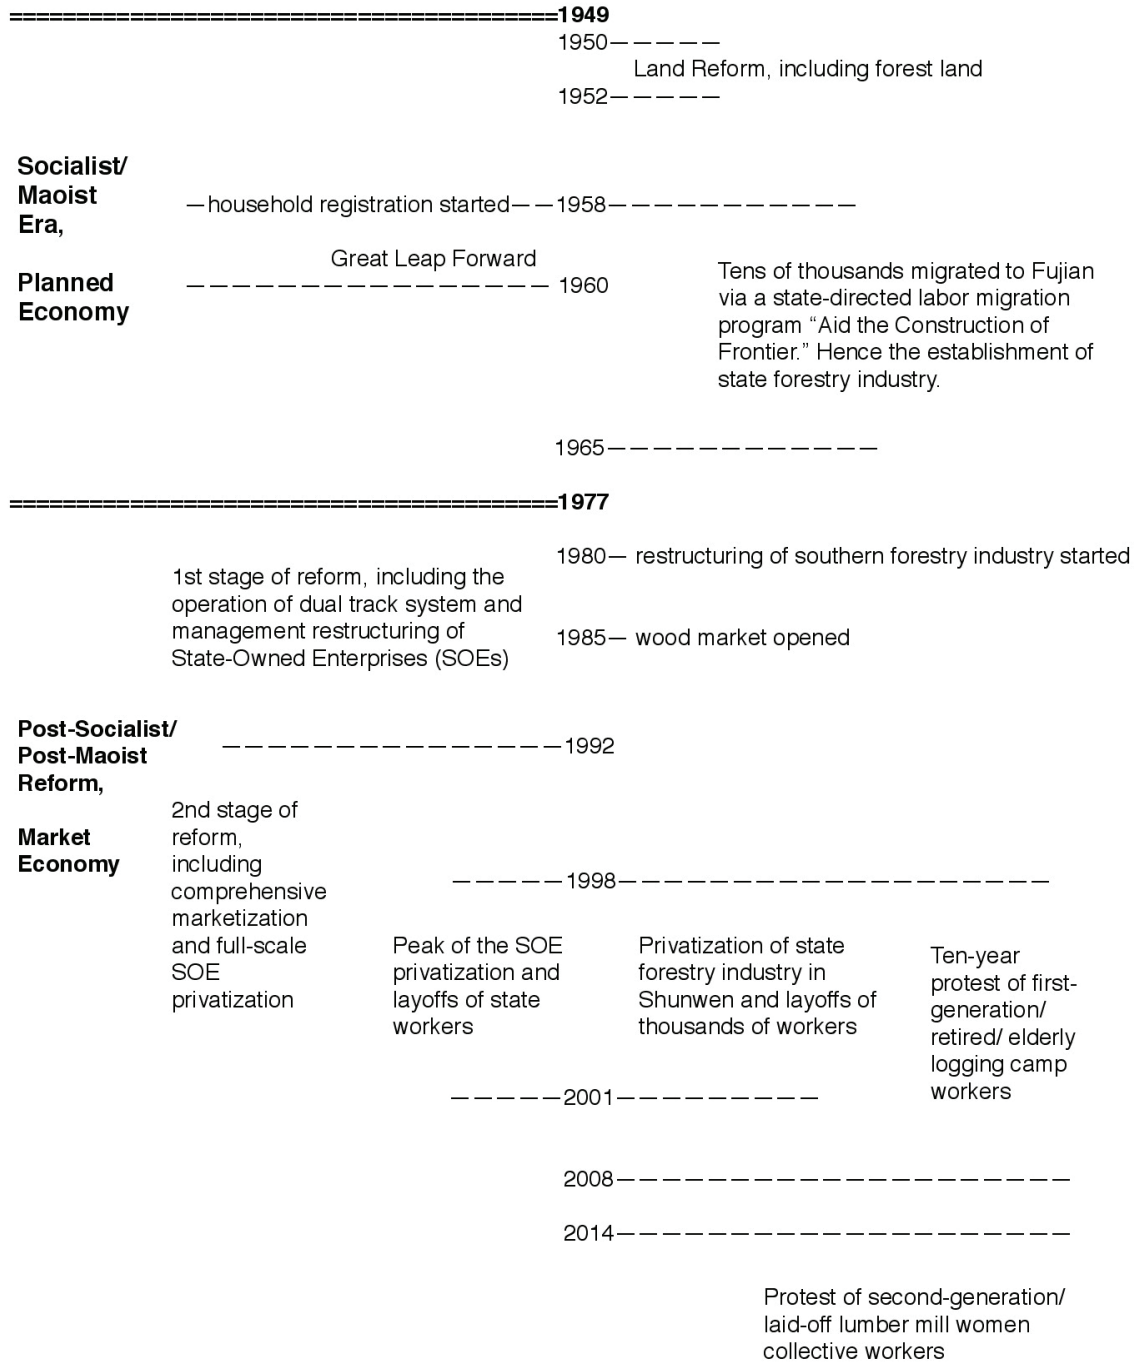 ======================================1949
1950—————
Land Reform, including forest land
1952—————
Socialist/
Maoist
Era,
—household registration started——1958———————————
Great Leap Forward
Planned
Economy
————————————————1960
Tens of thousands migrated to Fujian
via a state-directed labor migration
program “Aid the Construction of
Frontier.” Hence the establishment of
state forestry industry.
1965————————————
======================================1977
1980— restructuring of southern forestry industry started
1st stage of reform, including the
operation of dual track system and
management restructuring of
State-Owned Enterprises (SOEs)
1985— wood market opened
Post-Socialist/
Post-Maoist
Reform,
———————————————1992
Market
Economy
2nd stage of
reform,
including
comprehensive
marketization
and full-scale
SOE
privatization
—————1998———————————————————
Peak of the SOE
privatization and
layoffs of state
workers
Privatization of state
forestry industry in
Shunwen and layoffs of
thousands of workers
Ten-year
protest of first-
generation/
retired/ elderly
logging camp
workers
—————2001—————————
2008————————————————————
2014————————————————————
Protest of second-generation/
laid-off lumber mill women
collective workers